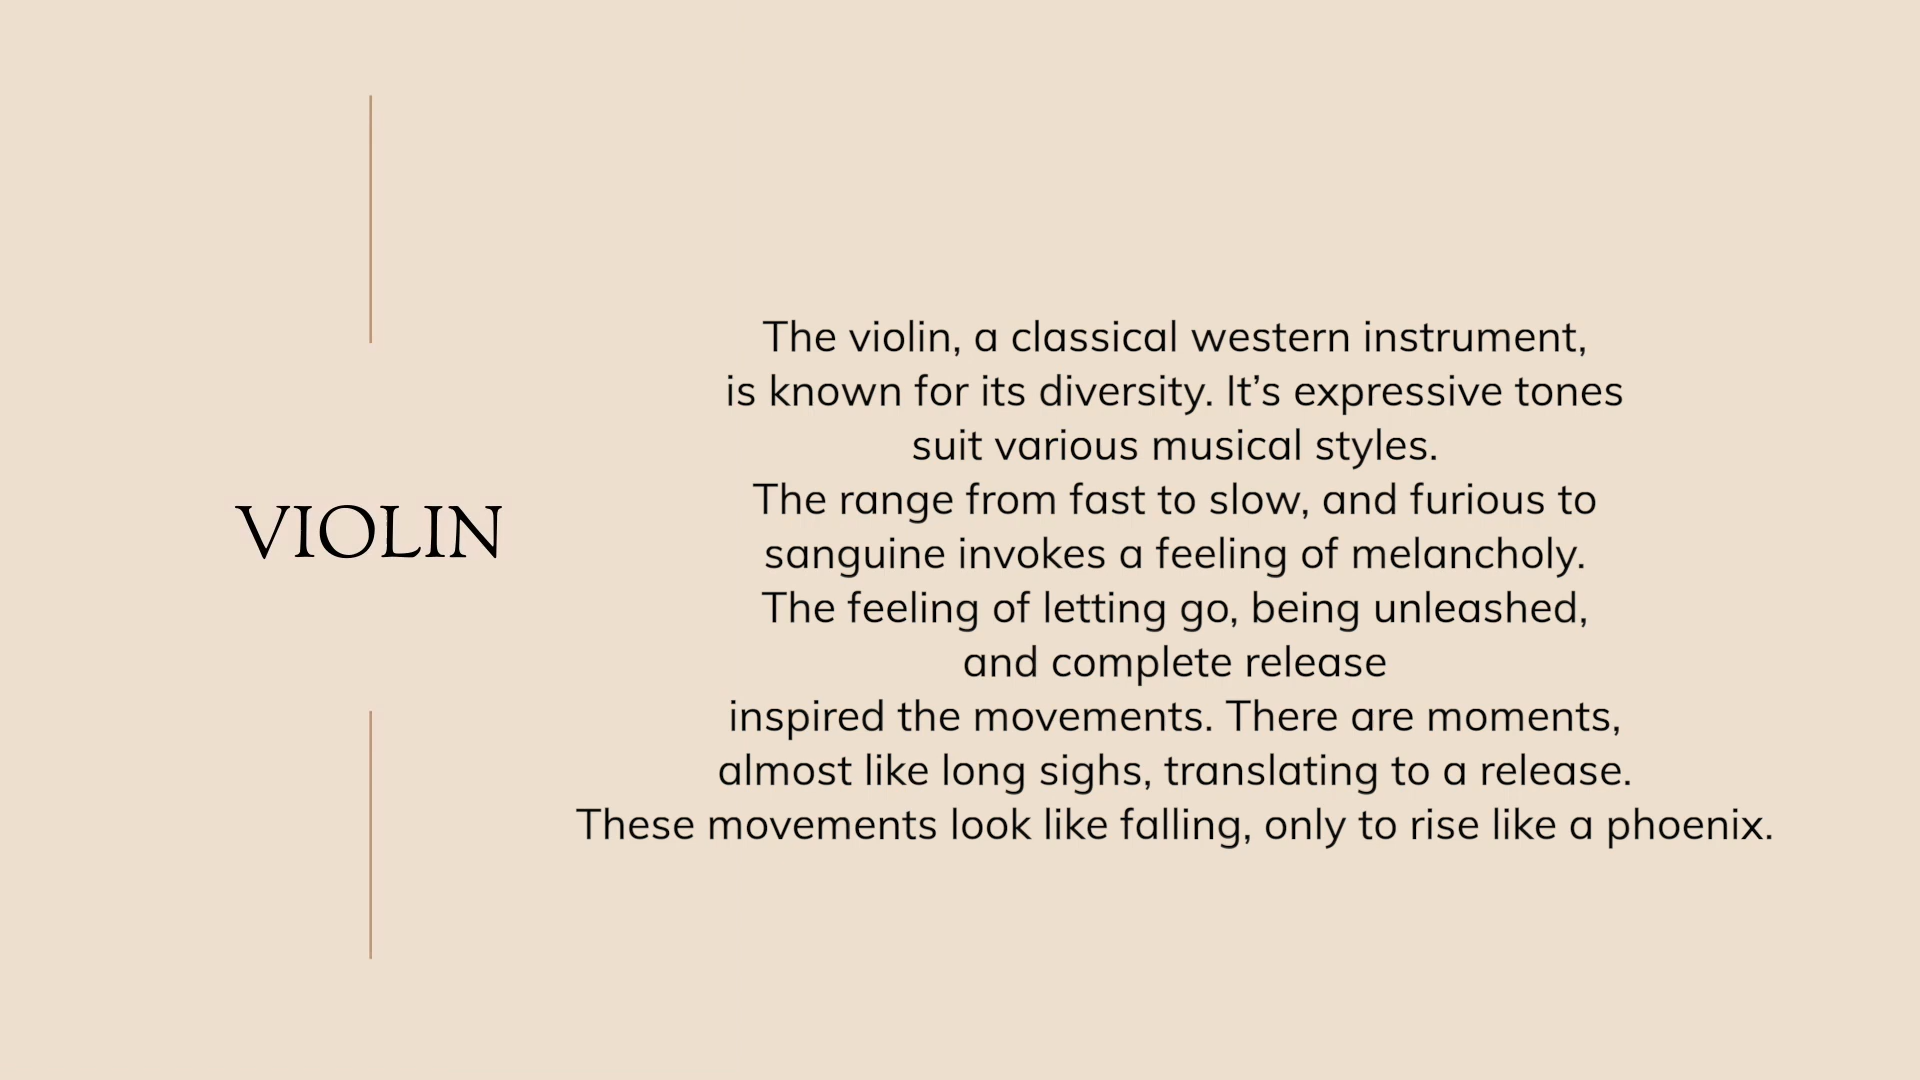 VIOLIN
The violin, a classical western instrument,
is known for its diversity. It’s expressive tones
suit various musical styles.
The range from fast to slow, and furious to
sanguine invokes a feeling of melancholy.
The feeling of letting go, being unleashed,
and complete release
inspired the movements. There are moments,
almost like long sighs, translating to a release.
These movements look like falling, only to rise like a phoenix.